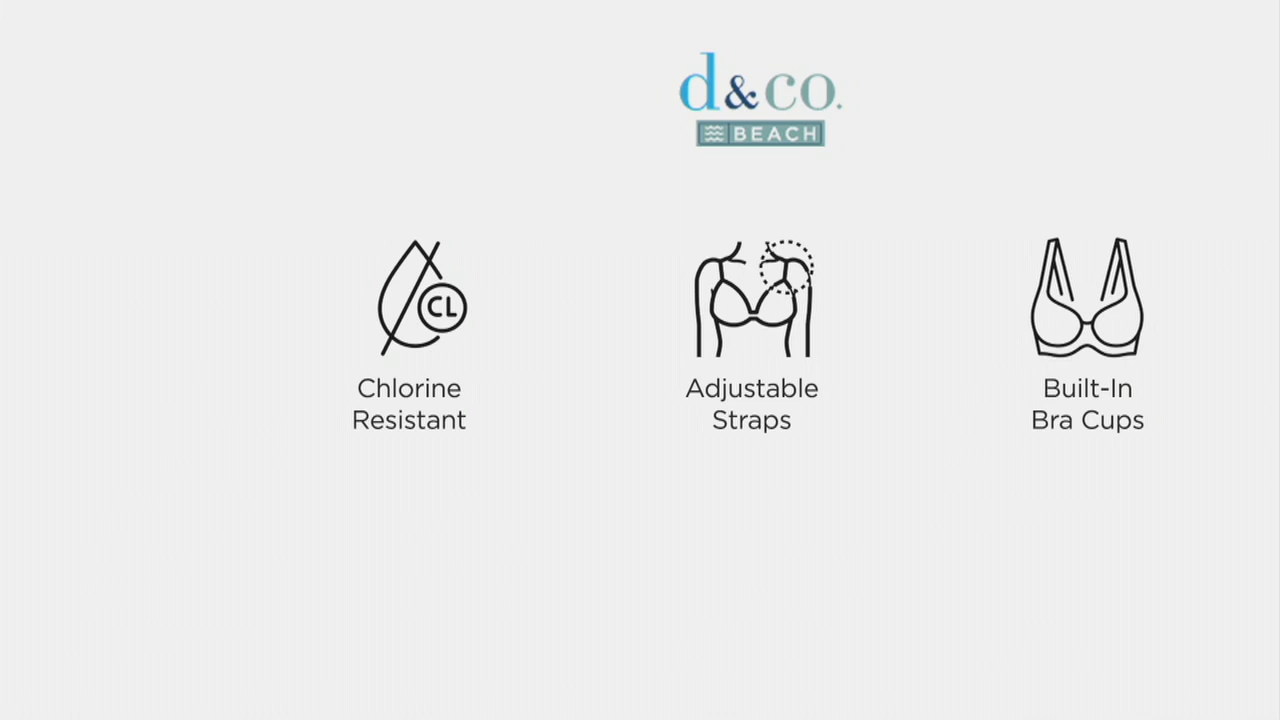 d&co.
BEACH
CL
Chlorine
Resistant
Adjustable
Straps
Built-In
Bra Cups